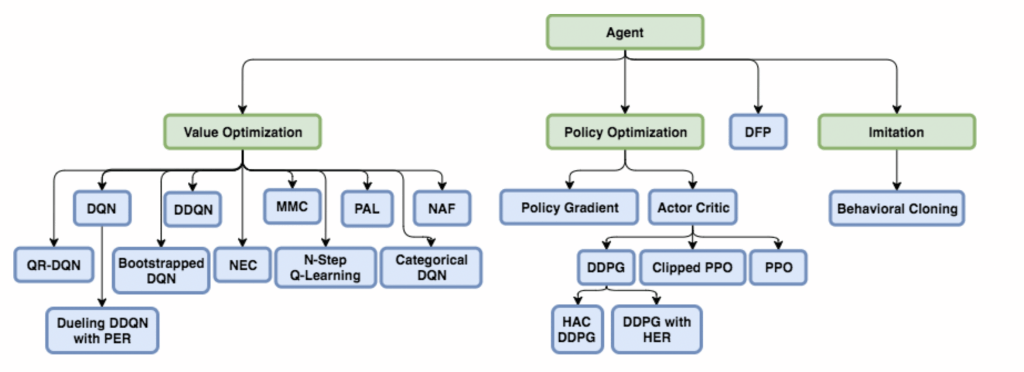 Agent
Value Optimization
Policy Optimization
DFP
Imitation
DQN
DDQN
MMC
PAL
NAF
Policy Gradient
Actor Critic
Behavioral Cloning
QR-DQN
Bootstrapped
DQN
NEC
N-Step
Q-Learning
Categorical
DQN
DDPG
Clipped PPO
PPO
Dueling DDQN
with PER
HAC
DDPG
DDPG with
HER